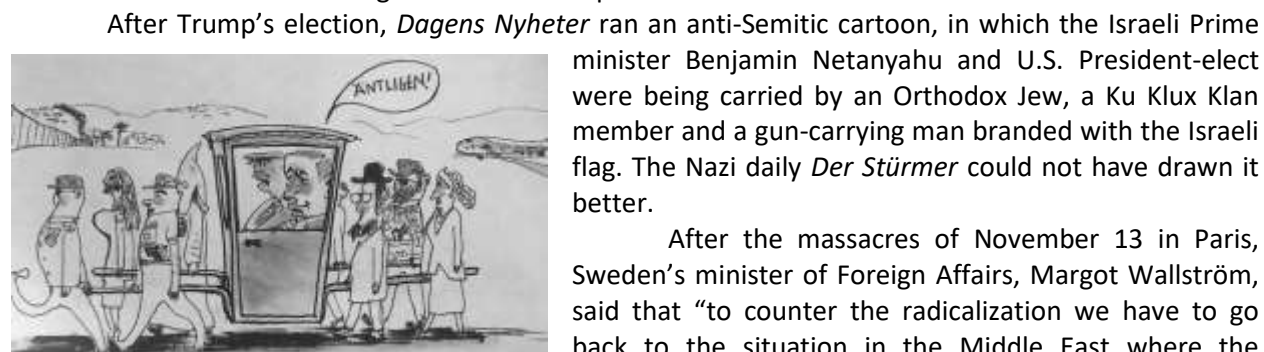 After Trump’s election, Dagens Nyheter ran an anti-Semitic cartoon, in which the Israeli Prime
minister Benjamin Netanyahu and U.S. President-elect
were being carried by an Orthodox Jew, a Ku Klux Klan
member and a gun-carrying man branded with the Israeli
flag. The Nazi daily Der Stürmer could not have drawn it
better.
After the massacres of November 13 in Paris,
Sweden’s minister of Foreign Affairs, Margot Wallström,
said that “to counter the radicalization we have to go
back to the situation in the Middle East where the
ÄNTLIGEN!